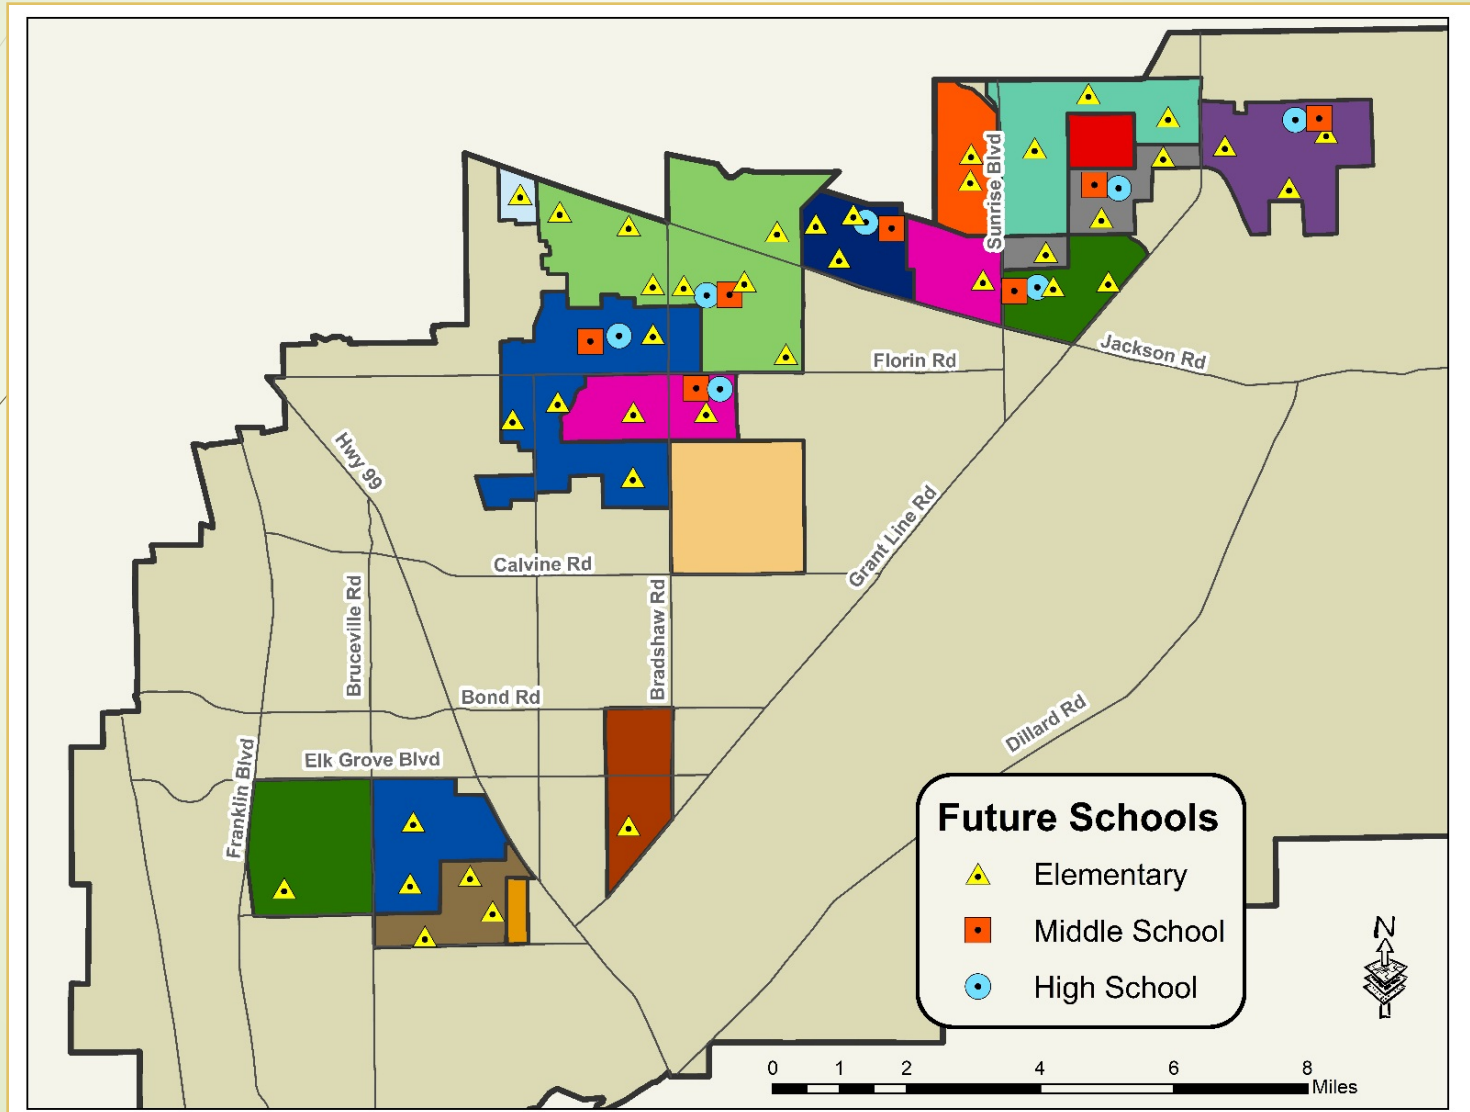 Sunrise Blvd
Florin Rd
Jackson Rd
Hwy 99
Grant Line Rd
Calvine Rd
Bruceville Rd
Bradshaw Rd
Bond Rd
Dillard Rd
Franklin Blvd
Elk Grove Blvd
Future Schools
Elementary
Middle School
High School
N
0 1 2 4 6 8
Miles